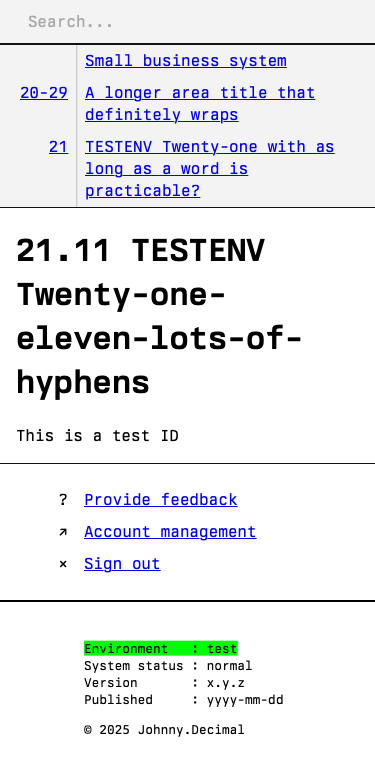 Search...
Small business system
20-29 A longer area title that
definitely wraps
21 TESTENV Twenty-one with as
long as a word is
practicable?
21.11 TESTENV
Twenty-one-
eleven-lots-of-
hyphens
This is a test ID
? Provide feedback
↗ Account management
× Sign out
Environment : test
System status : normal
Version : x.y.z
Published : yyyy-mm-dd
© 2025 Johnny.Decimal